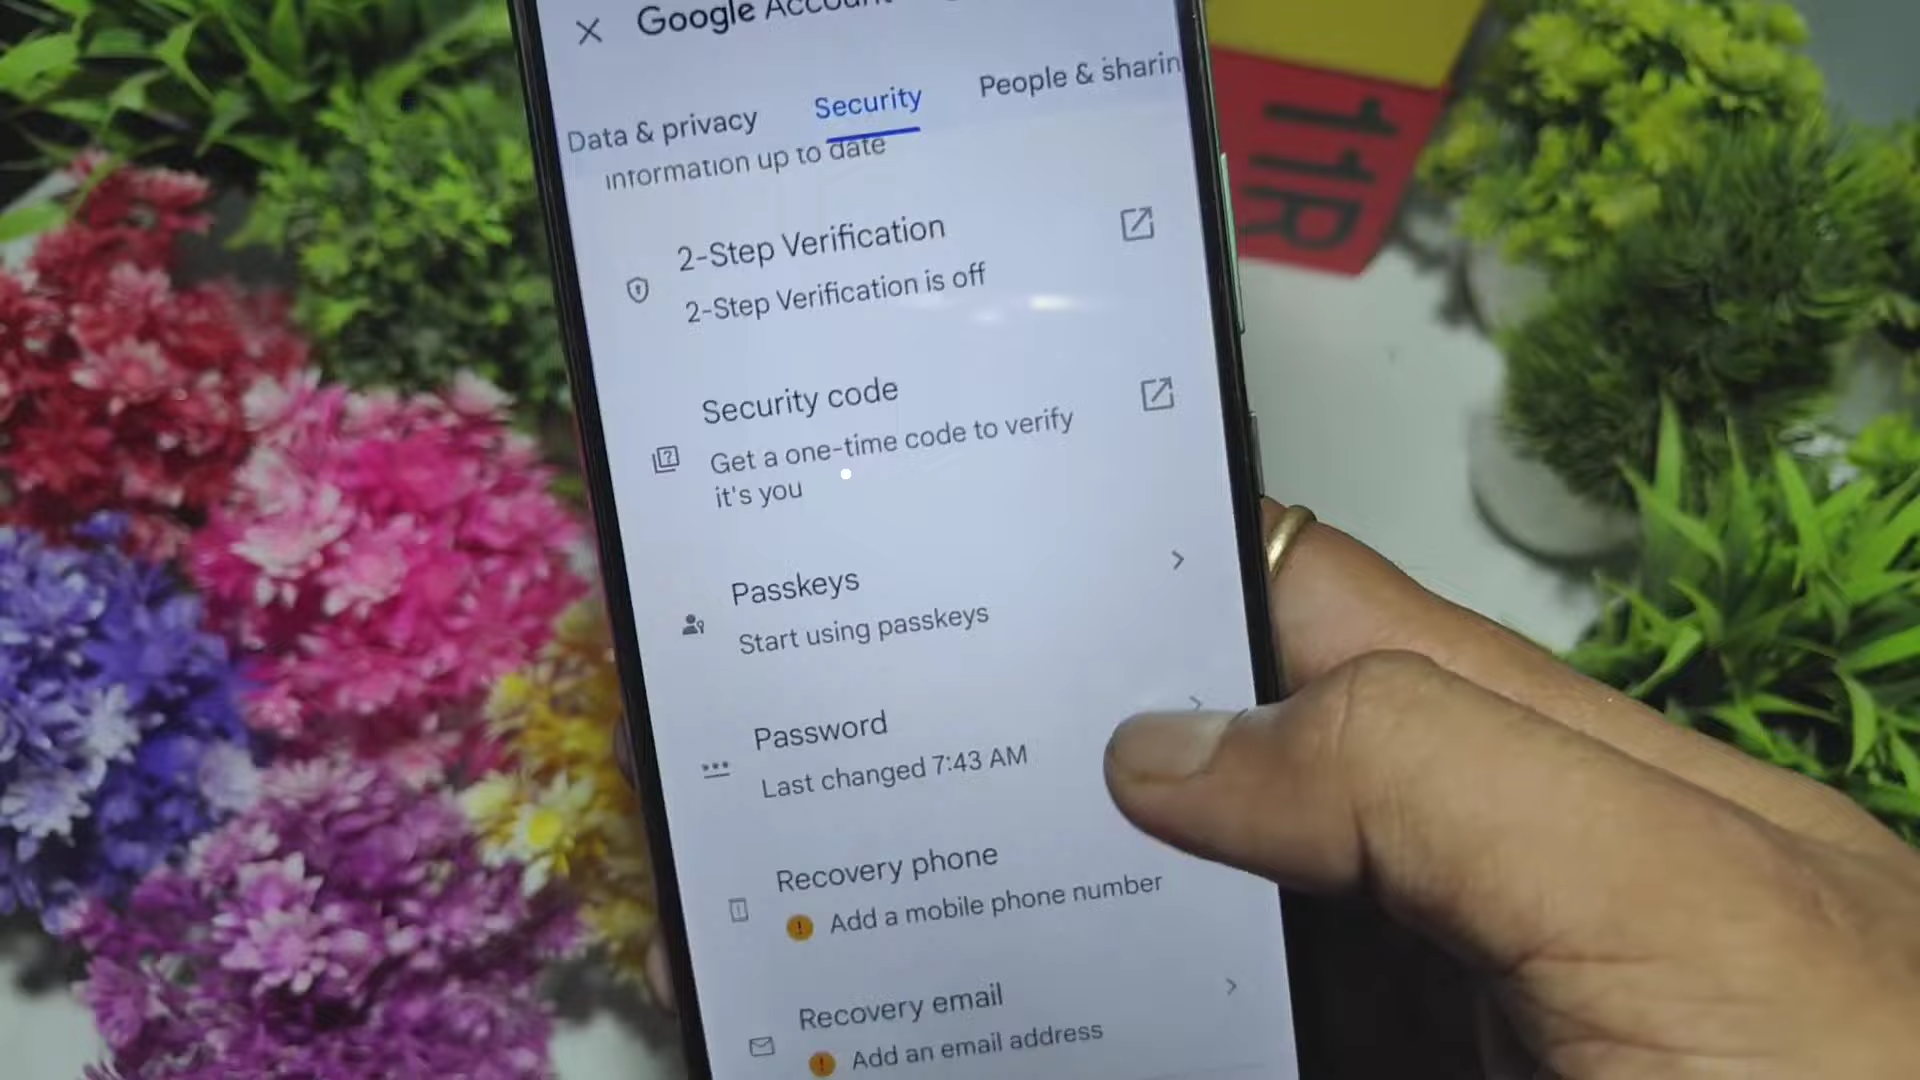 Google Account
Data & privacy
Security
People & sharin
information up to date
2-Step Verification
2-Step Verification is off
Security code
Get a one-time code to verify
it's you
Passkeys
Start using passkeys
Password
Last changed 7:43 AM
Recovery phone
Add a mobile phone number
Recovery email
Add an email address
11R